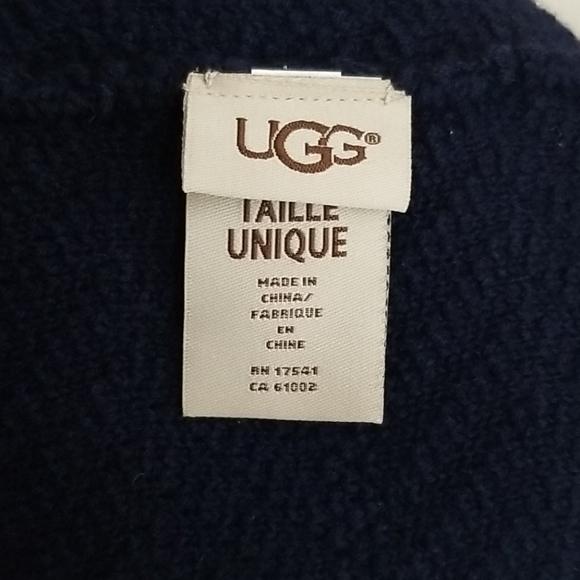 UGG®
TAILLE
UNIQUE
MADE IN
CHINA/
FABRIQUE
EN
CHINE
RN 17541
CA 61002